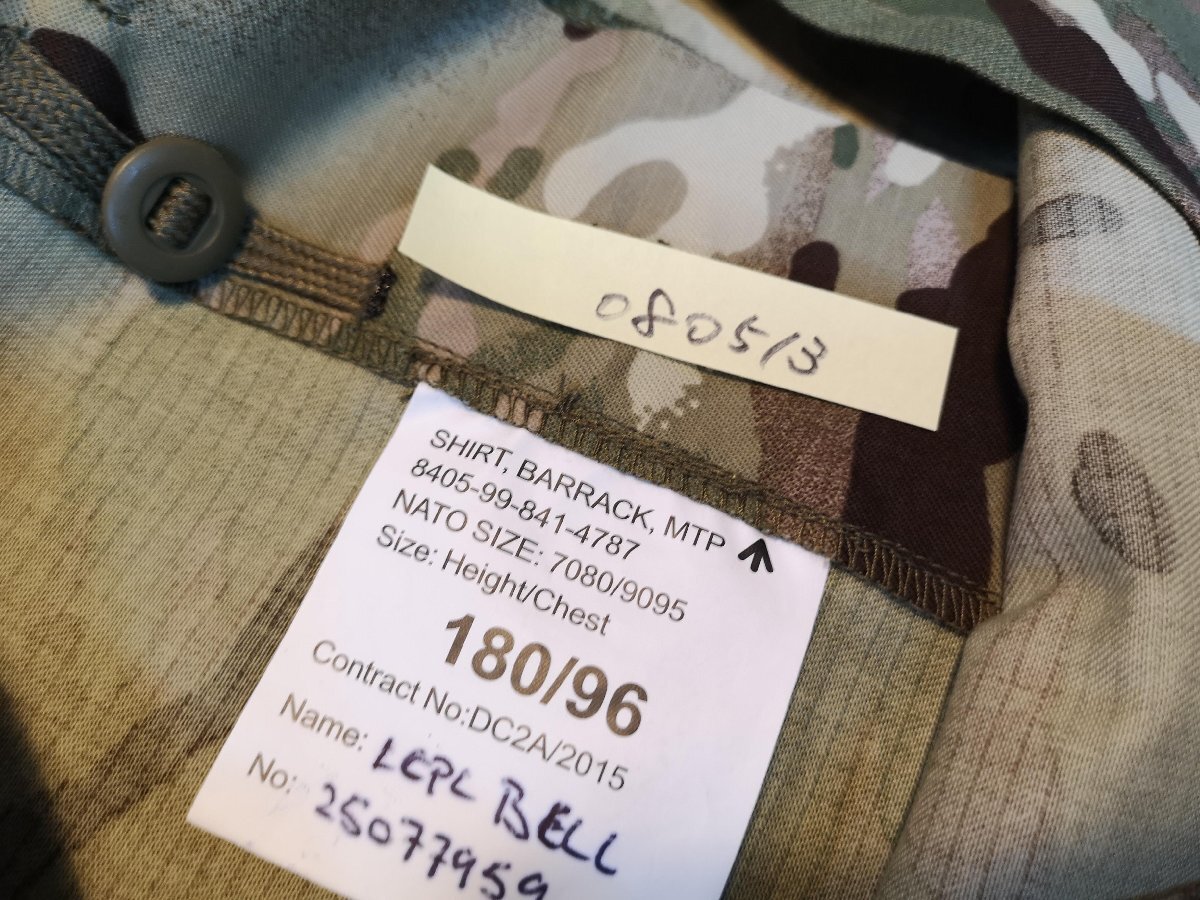 080513
SHIRT, BARRACK, MTP
8405-99-841-4787
NATO SIZE: 7080/9095
Size: Height/Chest
180/96
Contract No:DC2A/2015
Name: LCPL BELL
No: 25077959